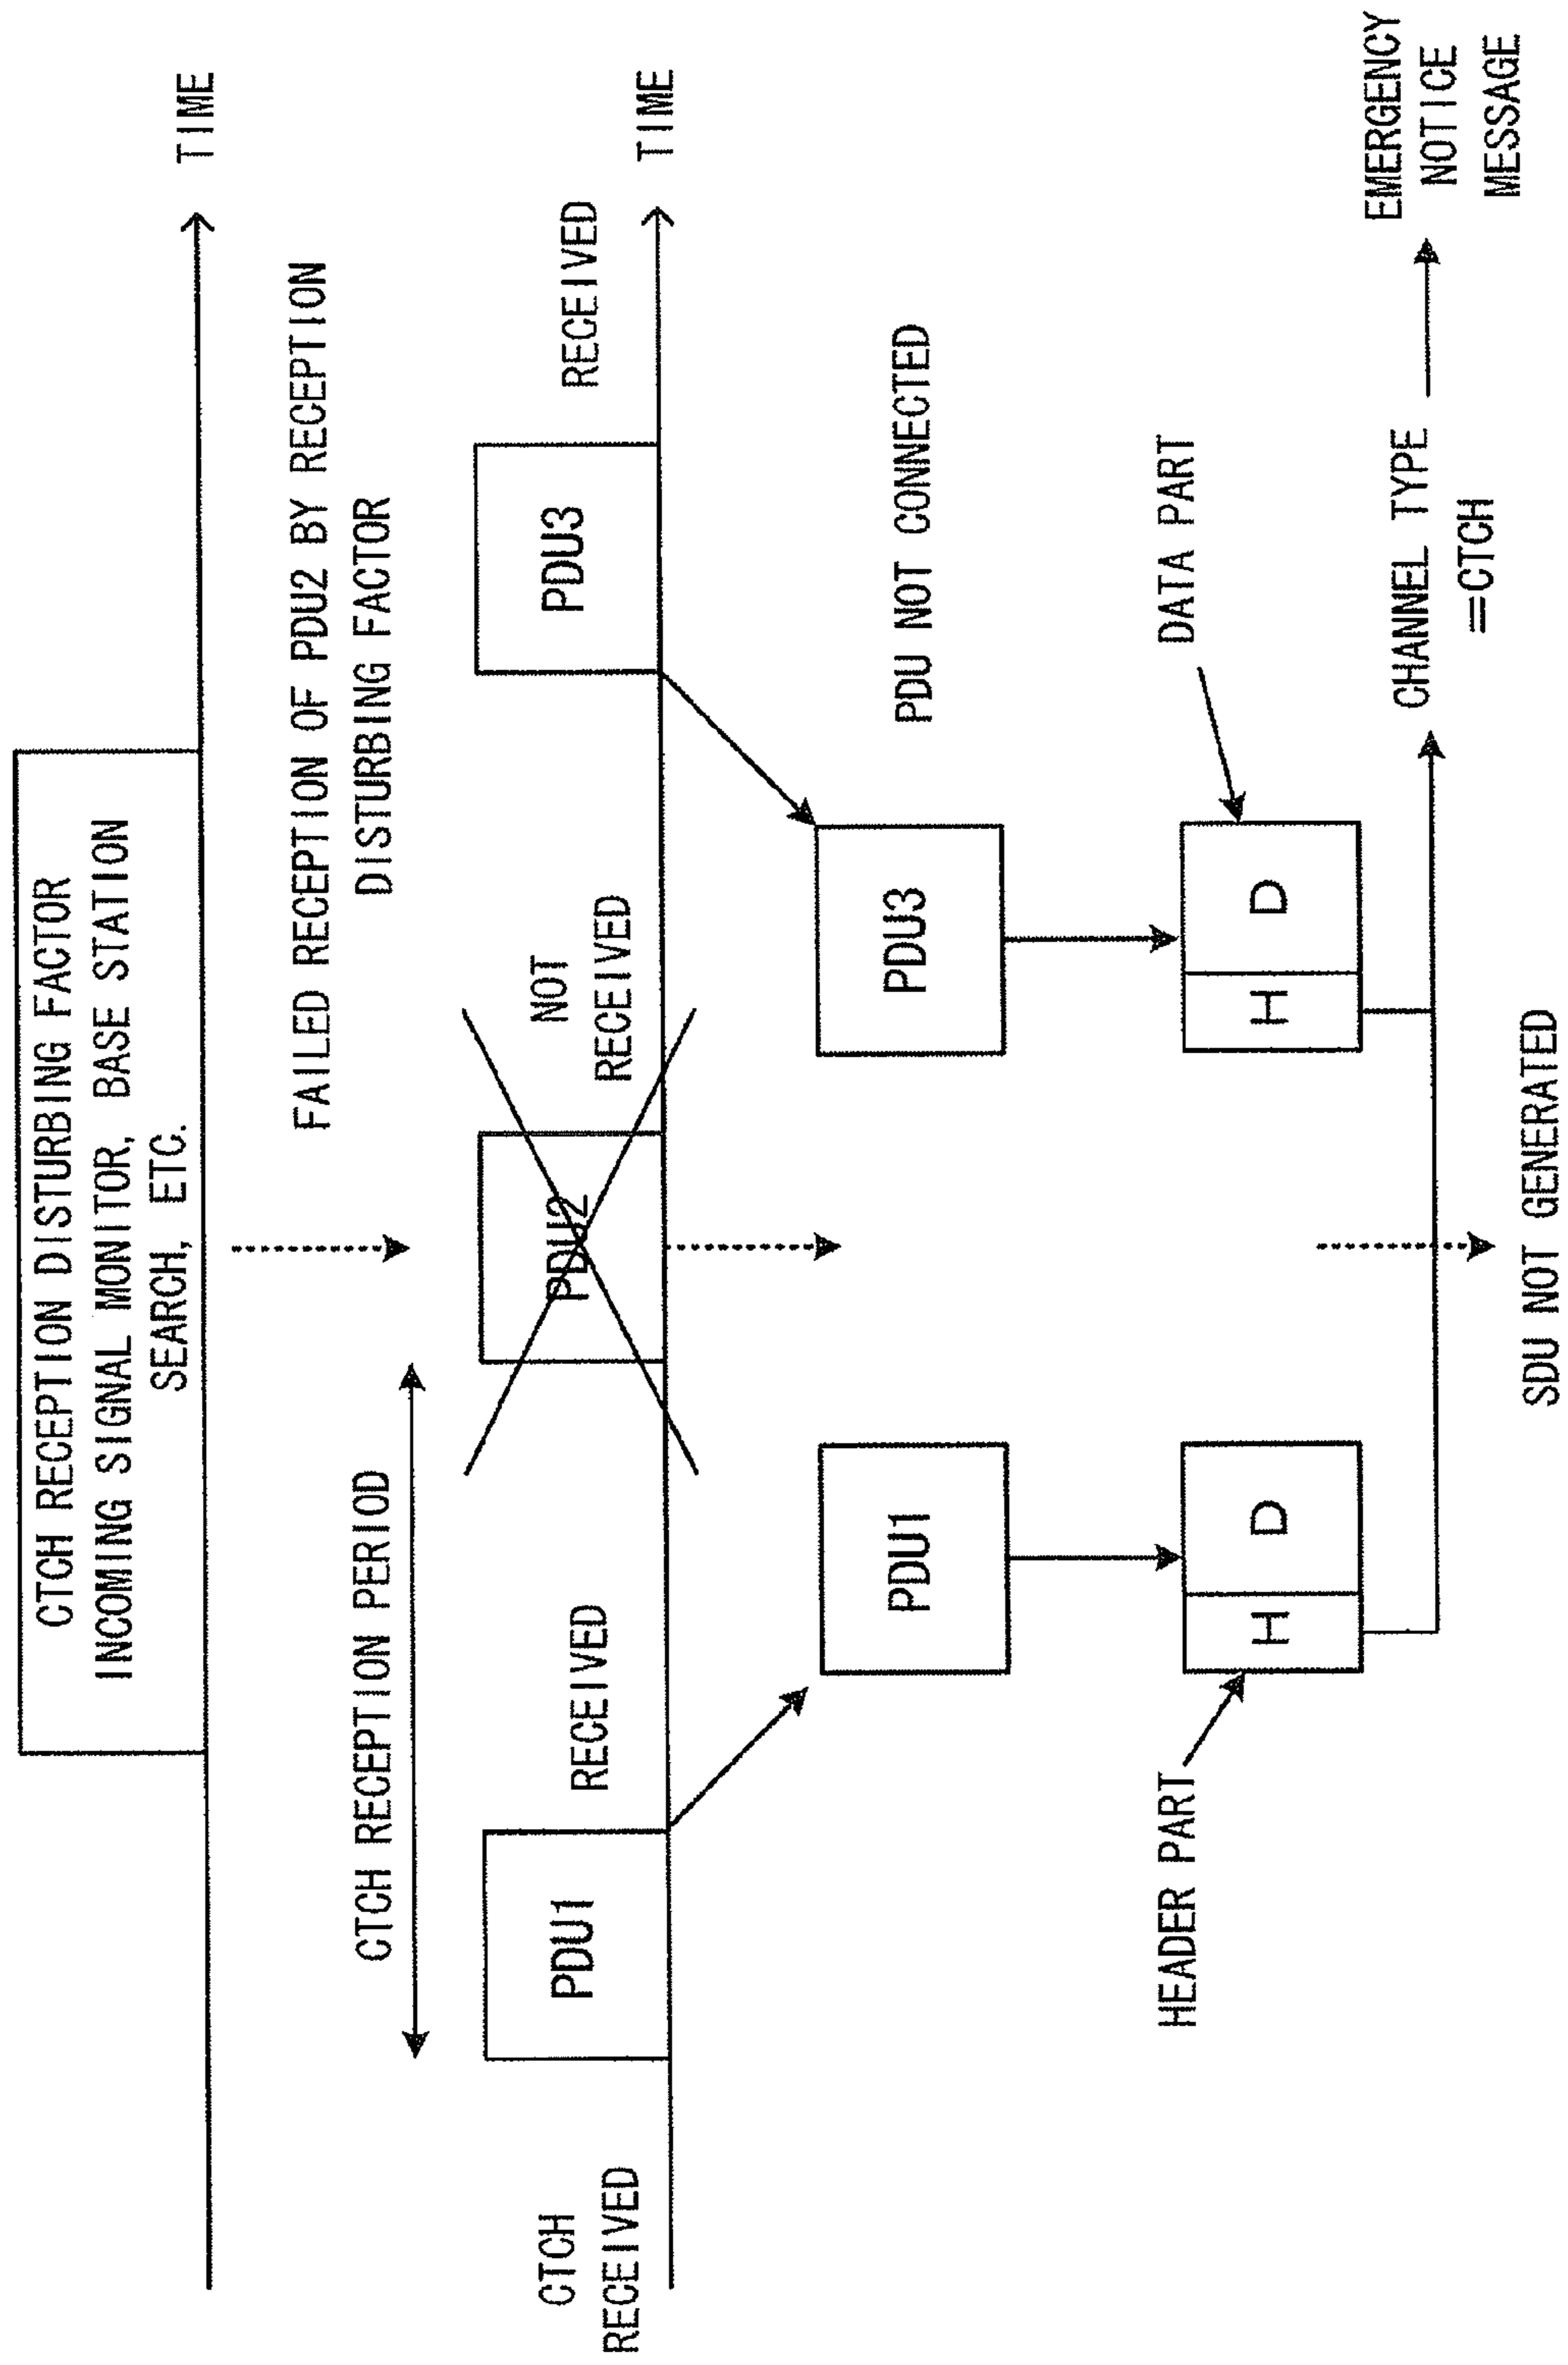 CTCH RECEPTION DISTURBING FACTOR
INCOMING SIGNAL MONITOR, BASE STATION
SEARCH, ETC.
TIME
FAILED RECEPTION OF PDU2 BY RECEPTION
DISTURBING FACTOR
CTCH RECEPTION PERIOD
CTCH
RECEIVED
PDU1
RECEIVED
PDU2
NOT
RECEIVED
PDU3
RECEIVED
TIME
PDU1
PDU3
PDU NOT CONNECTED
HEADER PART
H
D
H
D
DATA PART
CHANNEL TYPE
=CTCH
EMERGENCY
NOTICE
MESSAGE
SDU NOT GENERATED